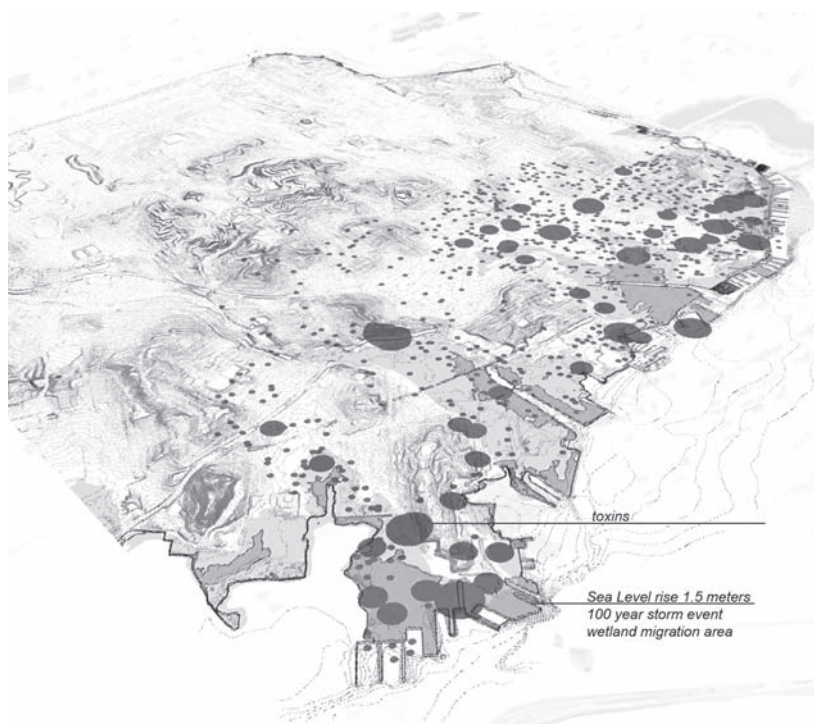 toxins
Sea Level rise 1.5 meters
100 year storm event
wetland migration area